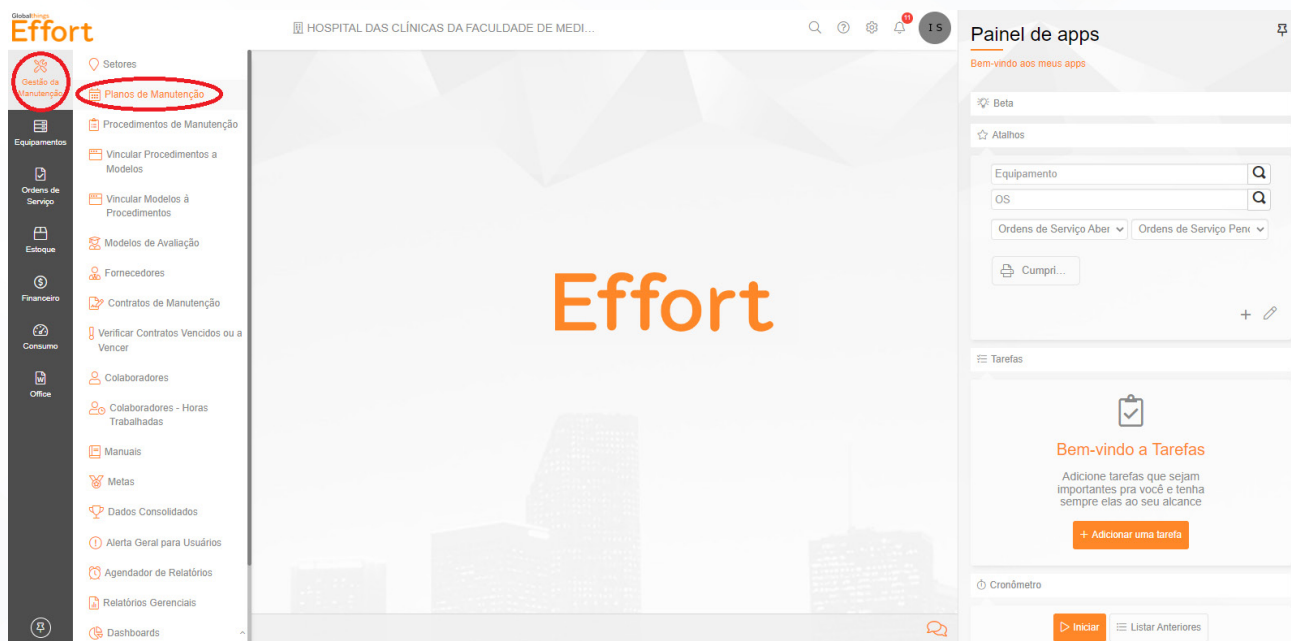 Globalthings
Effort
HOSPITAL DAS CLÍNICAS DA FACULDADE DE MEDI...
11
I S
Gestão da
Manutenção
Equipamentos
Ordens de
Serviço
Estoque
Financeiro
Consumo
Office
Setores
Planos de Manutenção
Procedimentos de Manutenção
Vincular Procedimentos a
Modelos
Vincular Modelos à
Procedimentos
Modelos de Avaliação
Fornecedores
Contratos de Manutenção
Verificar Contratos Vencidos ou a
Vencer
Colaboradores
Colaboradores - Horas
Trabalhadas
Manuais
Metas
Dados Consolidados
Alerta Geral para Usuários
Agendador de Relatórios
Relatórios Gerenciais
Dashboards
Effort
Painel de apps
Bem-vindo aos meus apps
Beta
Atalhos
Equipamento
OS
Ordens de Serviço Aber
Ordens de Serviço Penc
Cumpri...
Tarefas
Bem-vindo a Tarefas
Adicione tarefas que sejam
importantes pra você e tenha
sempre elas ao seu alcance
+ Adicionar uma tarefa
Cronômetro
Iniciar
Listar Anteriores